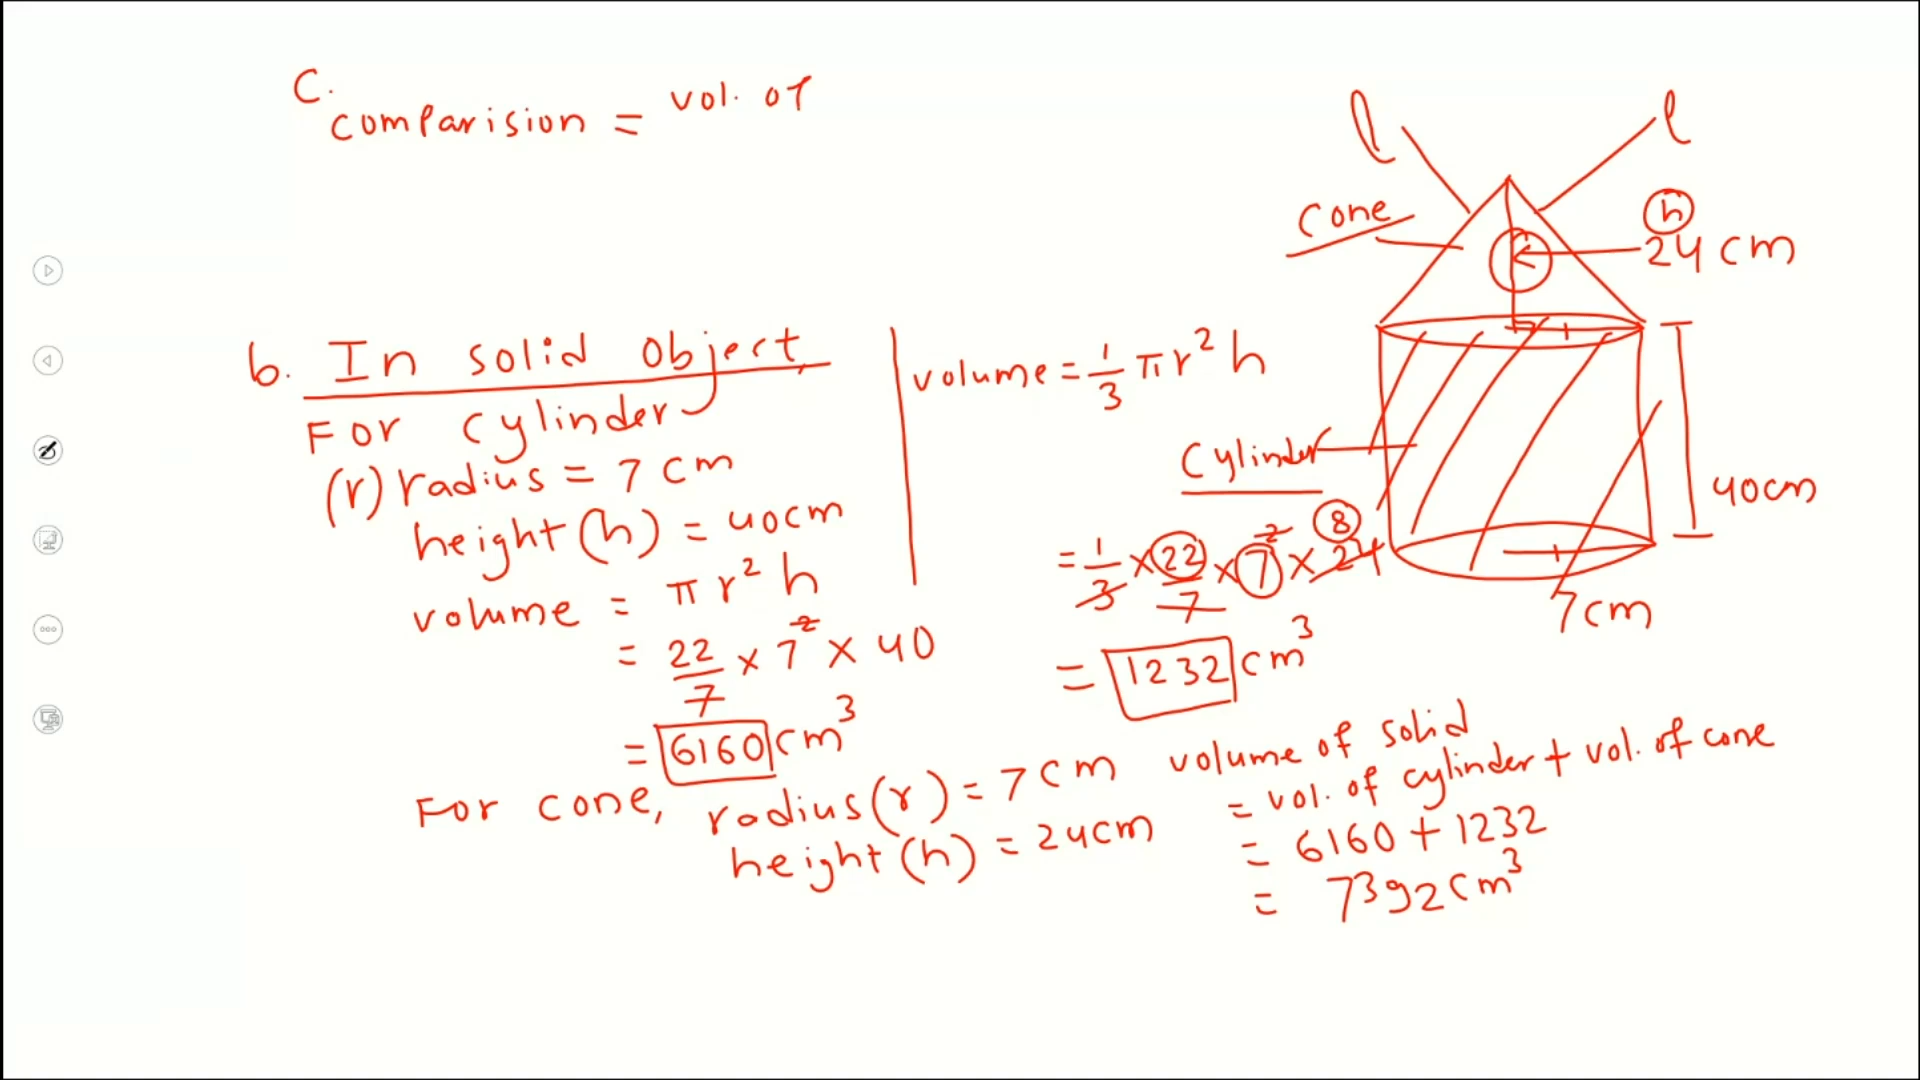 C.
comparision = vol. of
b. In solid object,
For cylinder
(r) radius = 7 cm
height (h) = 40cm
volume = πr² h
= 22/7 × 7² × 40
= 6160 cm³
For cone, radius (r) = 7 cm
height (h) = 24cm
volume = 1/3 πr² h
= 1/3 × 22/7 × 7² × 24 8
= 1232 cm³
volume of solid
= vol. of cylinder + vol. of cone
= 6160 + 1232
= 7392 cm³
l
l
Cone
h
24 cm
Cylinder
40cm
7cm